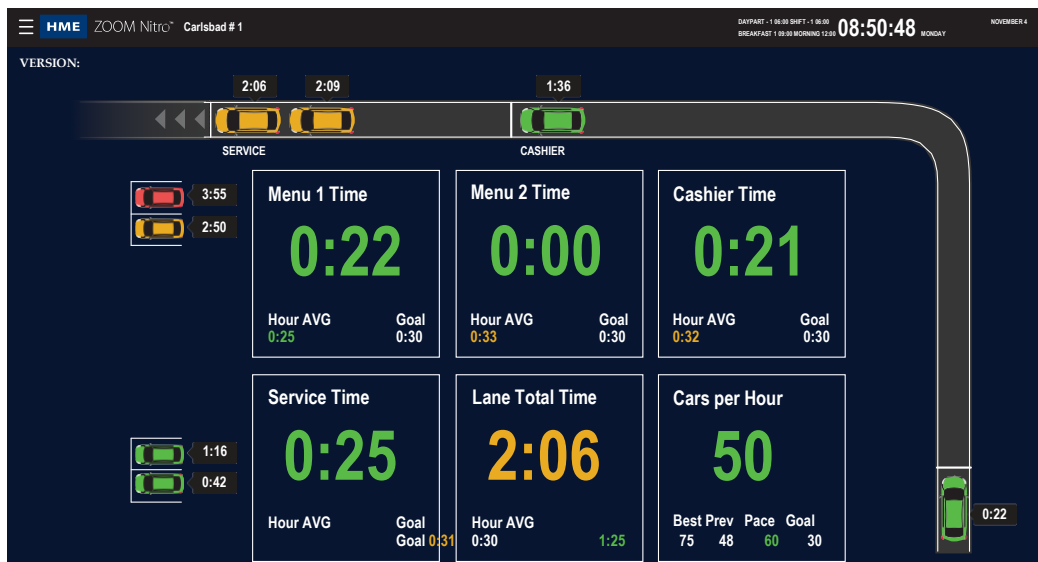 HME ZOOM Nitro™ Carlsbad # 1
DAYPART - 1 06:00 SHIFT - 1 06:00
BREAKFAST 1 09:00 MORNING 12:00
08:50:48 MONDAY
NOVEMBER 4
VERSION:
2:06 2:09 1:36
SERVICE CASHIER
3:55
2:50
Menu 1 Time
0:22
Hour AVG Goal
0:25 0:30
Menu 2 Time
0:00
Hour AVG Goal
0:33 0:30
Cashier Time
0:21
Hour AVG Goal
0:32 0:30
1:16
0:42
Service Time
0:25
Hour AVG Goal
Goal 0:31
Lane Total Time
2:06
Hour AVG
0:30 1:25
Cars per Hour
50
Best Prev Pace Goal
75 48 60 30
0:22